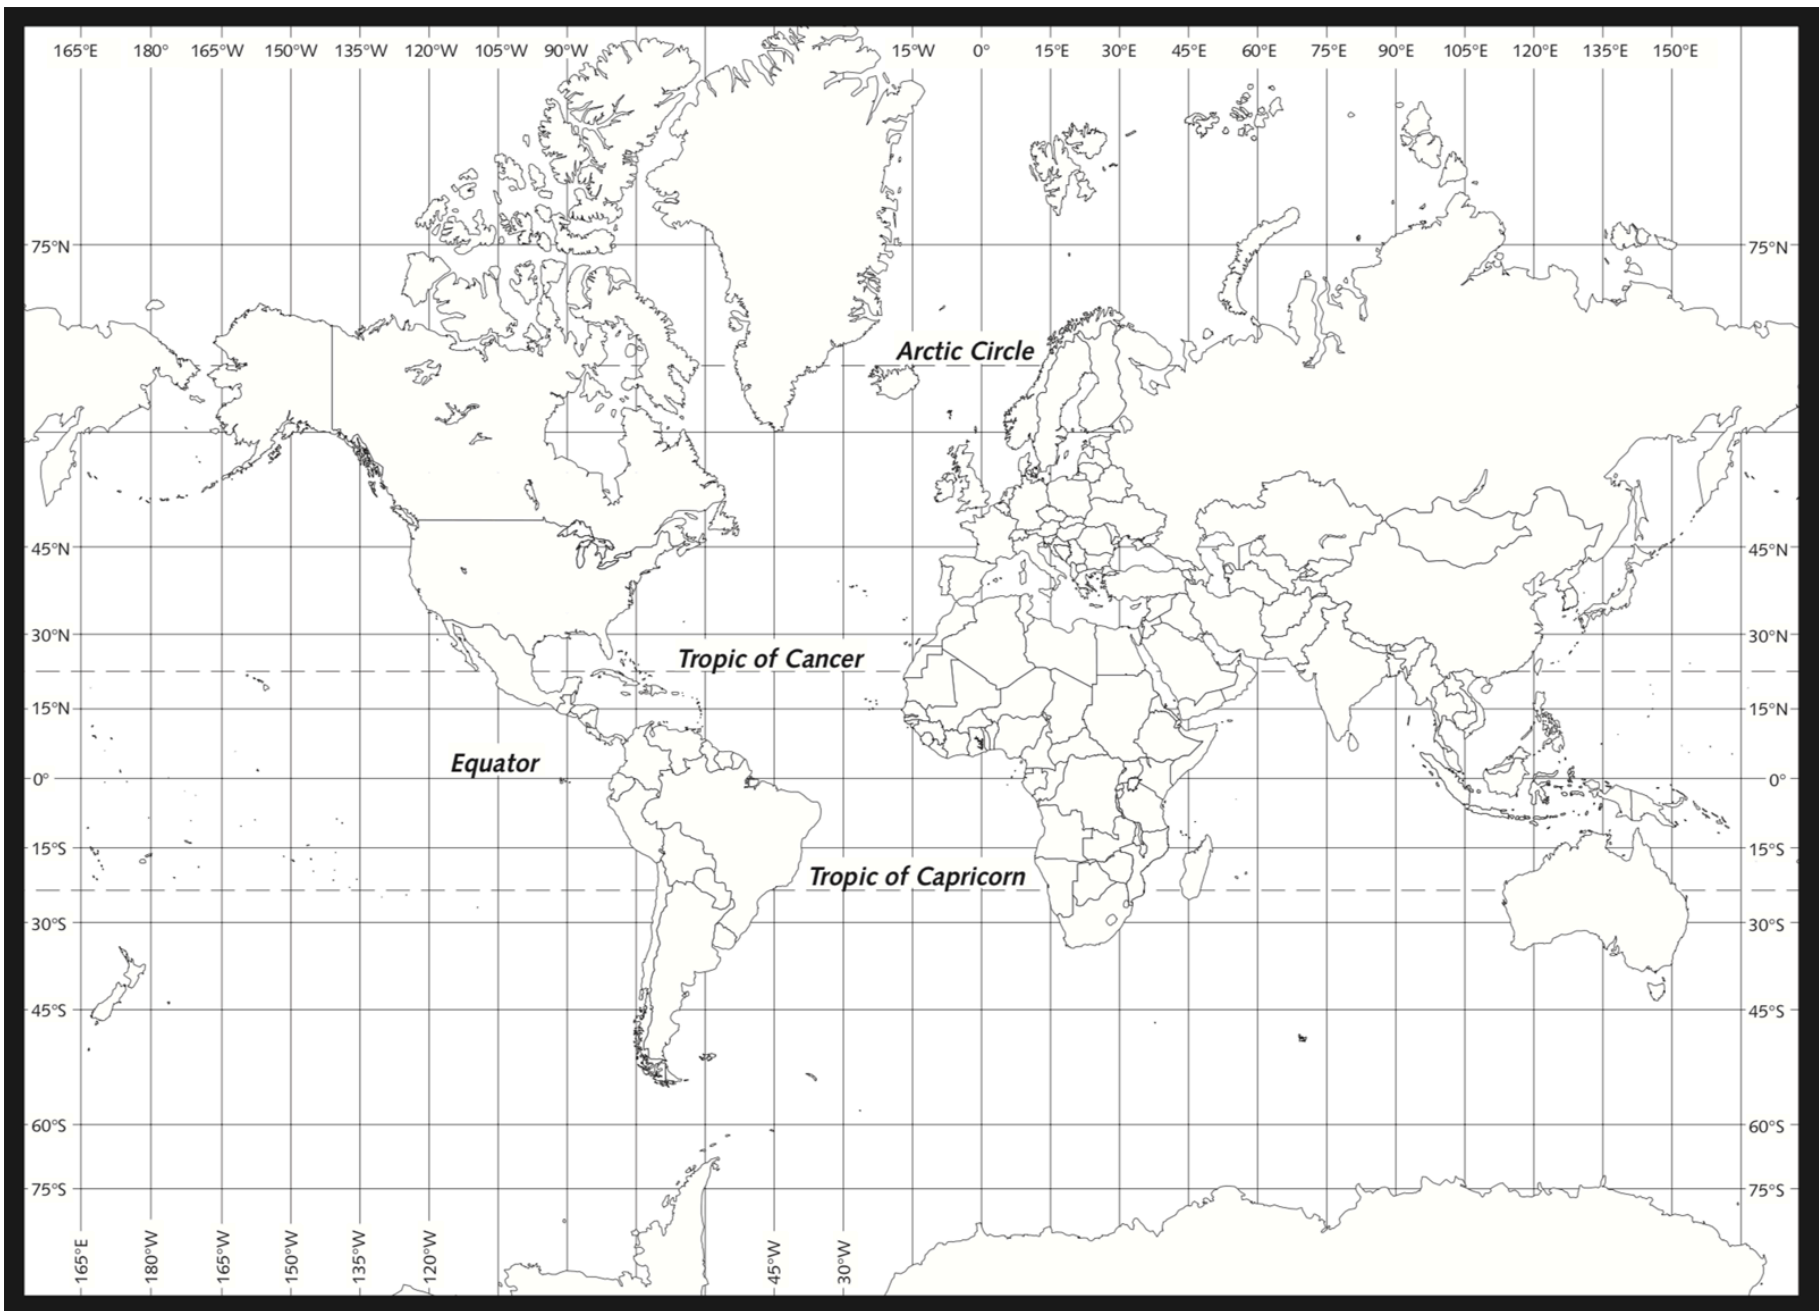 165°E 180° 165°W 150°W 135°W 120°W 105°W 90°W 15°W 0° 15°E 30°E 45°E 60°E 75°E 90°E 105°E 120°E 135°E 150°E
75°N 75°N
Arctic Circle
45°N 45°N
30°N 30°N
Tropic of Cancer
15°N 15°N
Equator
0° 0°
15°S 15°S
Tropic of Capricorn
30°S 30°S
45°S 45°S
60°S 60°S
75°S 75°S
165°E 180°W 165°W 150°W 135°W 120°W 45°W 30°W